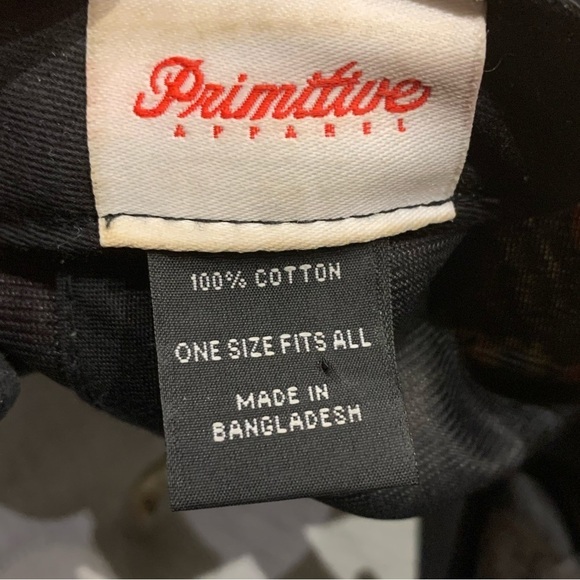 Primitive
APPAREL
100% COTTON
ONE SIZE FITS ALL
MADE IN
BANGLADESH